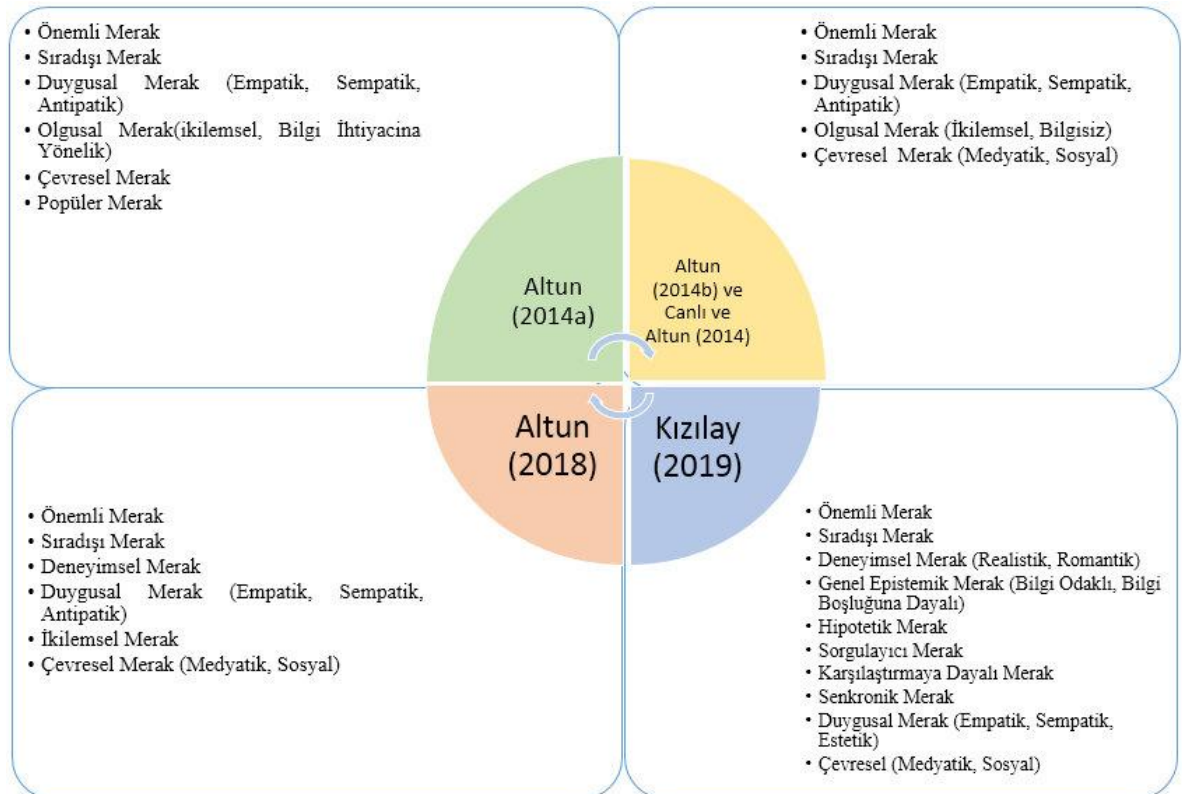 • Önemli Merak
• Sıradışı Merak
• Duygusal Merak (Empatik, Sempatik,
Antipatik)
• Olgusal Merak(ikilemsel, Bilgi İhtiyacina
Yönelik)
• Çevresel Merak
• Popüler Merak
• Önemli Merak
• Sıradışı Merak
• Duygusal Merak (Empatik, Sempatik,
Antipatik)
• Olgusal Merak (İkilemsel, Bilgisiz)
• Çevresel Merak (Medyatik, Sosyal)
Altun
(2014a)
Altun
(2014b) ve
Canlı ve
Altun (2014)
Altun
(2018)
Kızılay
(2019)
• Önemli Merak
• Sıradışı Merak
• Deneyimsel Merak
• Duygusal Merak (Empatik, Sempatik,
Antipatik)
• İkilemsel Merak
• Çevresel Merak (Medyatik, Sosyal)
• Önemli Merak
• Sıradışı Merak
• Deneyimsel Merak (Realistik, Romantik)
• Genel Epistemik Merak (Bilgi Odaklı, Bilgi
Boşluğuna Dayalı)
• Hipotetik Merak
• Sorgulayıcı Merak
• Karşılaştırmaya Dayalı Merak
• Senkronik Merak
• Duygusal Merak (Empatik, Sempatik,
Estetik)
• Çevresel (Medyatik, Sosyal)